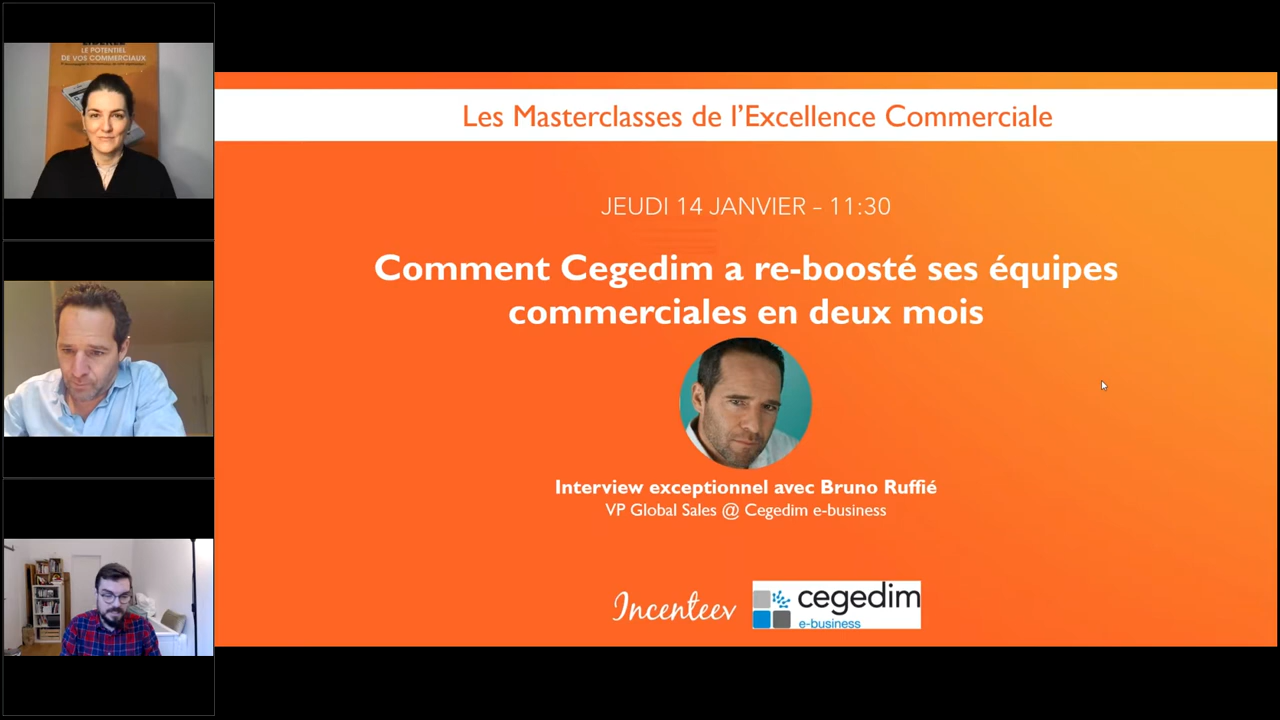 LE POTENTIEL
DE VOS COMMERCIAUX
Les Masterclasses de l’Excellence Commerciale
JEUDI 14 JANVIER – 11:30
Comment Cegedim a re-boosté ses équipes
commerciales en deux mois
Interview exceptionnel avec Bruno Ruffié
VP Global Sales @ Cegedim e-business
Incenteev
cegedim
e-business